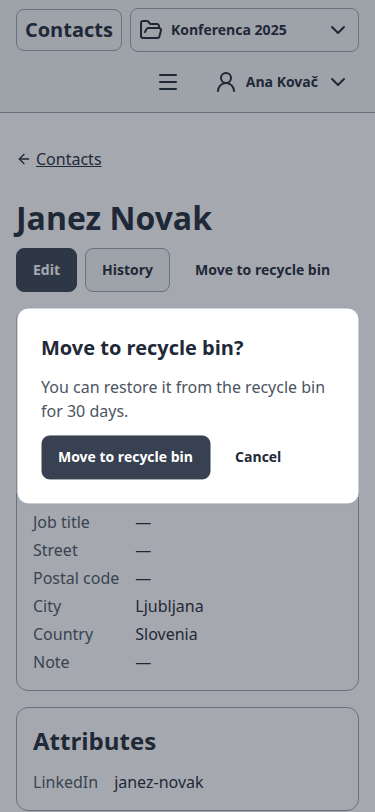 Contacts
Konferenca 2025
Ana Kovač
Contacts
Janez Novak
Edit
History
Move to recycle bin
Move to recycle bin?
You can restore it from the recycle bin
for 30 days.
Move to recycle bin
Cancel
Job title —
Street —
Postal code —
City Ljubljana
Country Slovenia
Note —
Attributes
LinkedIn janez-novak